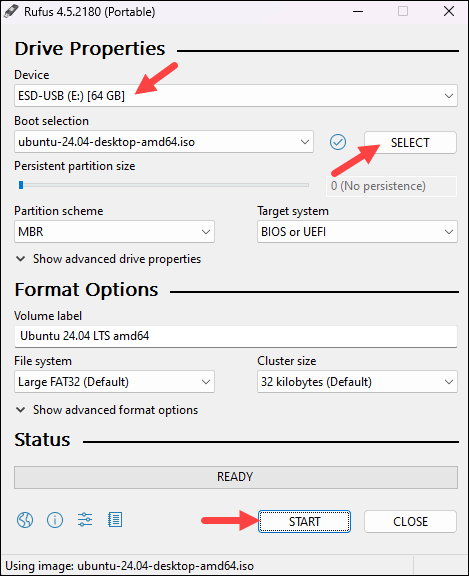 Rufus 4.5.2180 (Portable)
Drive Properties
Device
ESD-USB (E:) [64 GB]
Boot selection
ubuntu-24.04-desktop-amd64.iso
SELECT
Persistent partition size
0 (No persistence)
Partition scheme
Target system
MBR
BIOS or UEFI
Show advanced drive properties
Format Options
Volume label
Ubuntu 24.04 LTS amd64
File system
Cluster size
Large FAT32 (Default)
32 kilobytes (Default)
Show advanced format options
Status
READY
START
CLOSE
Using image: ubuntu-24.04-desktop-amd64.iso